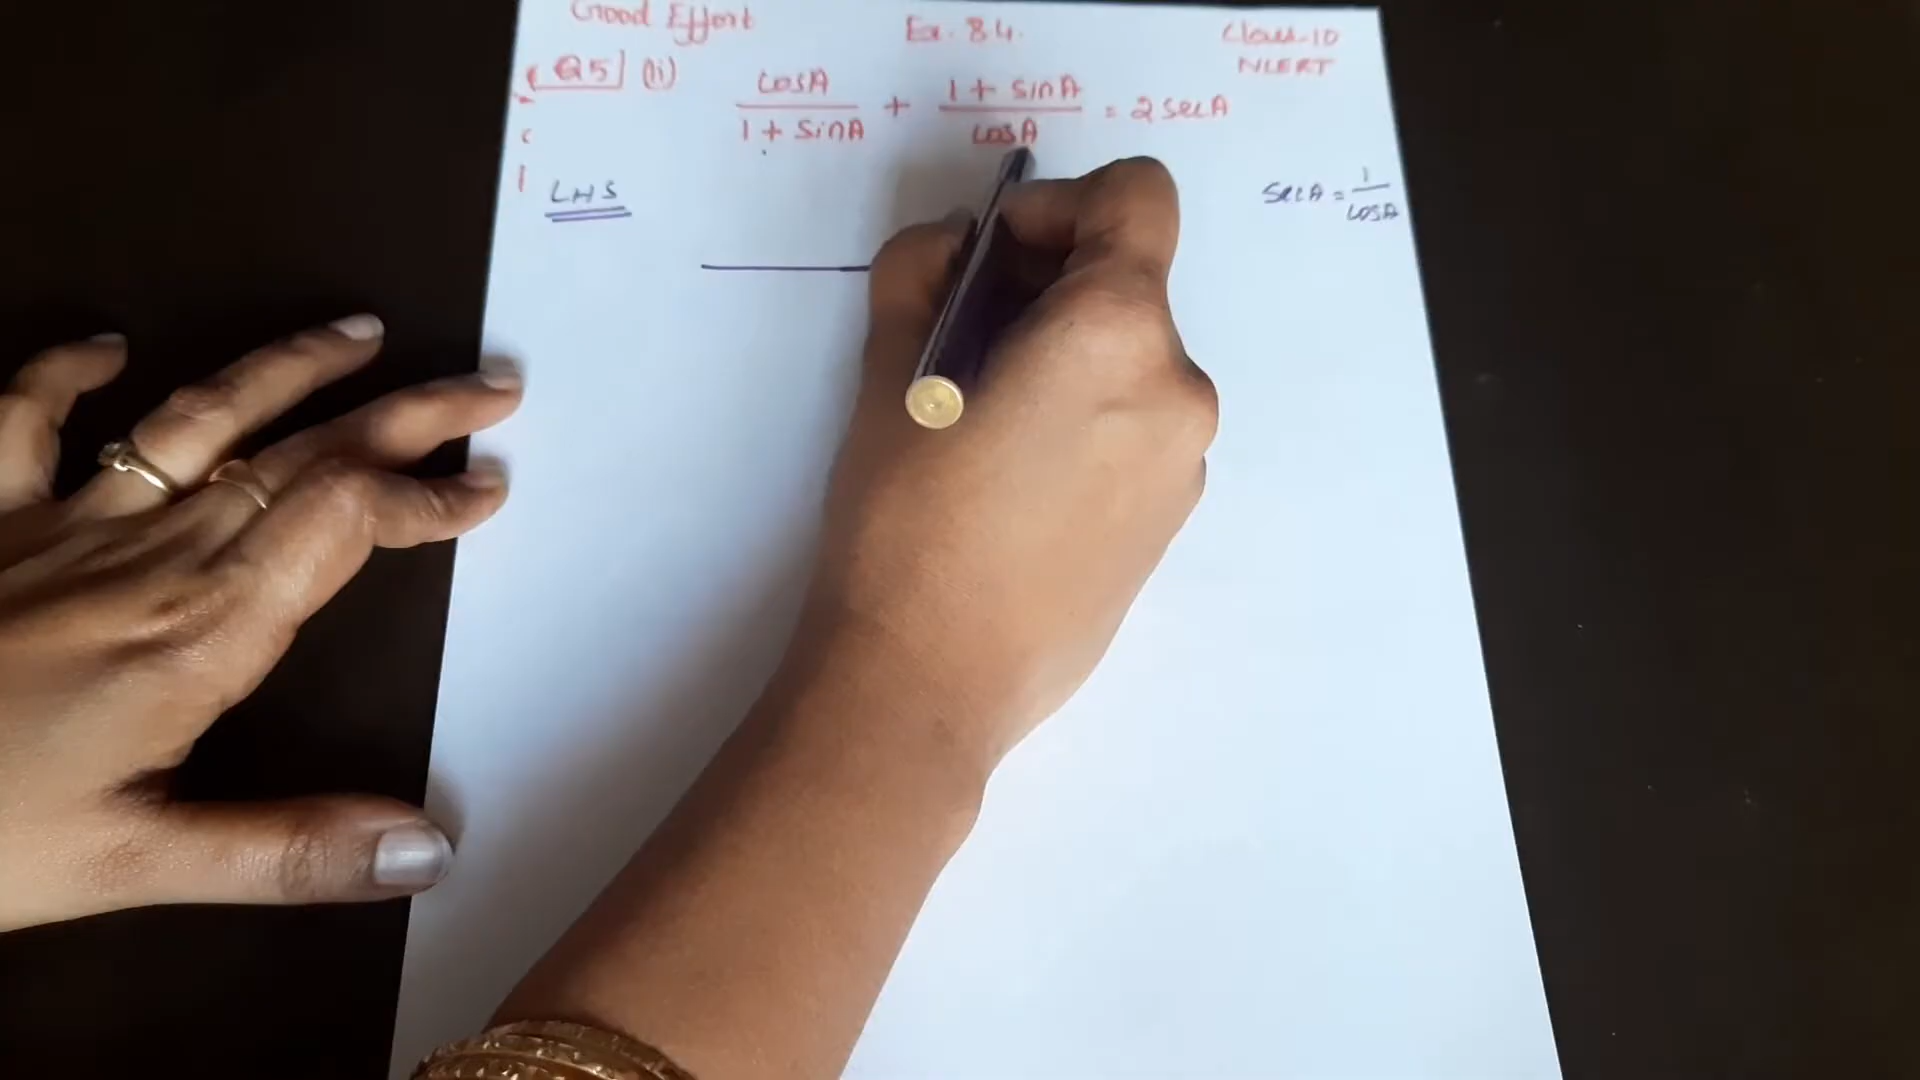 Good Effort Ex. 8.4. Class-10
NCERT
Q5 (ii) cosA / 1 + sinA + 1 + sinA / cosA = 2 secA
LHS
secA = 1 / cosA